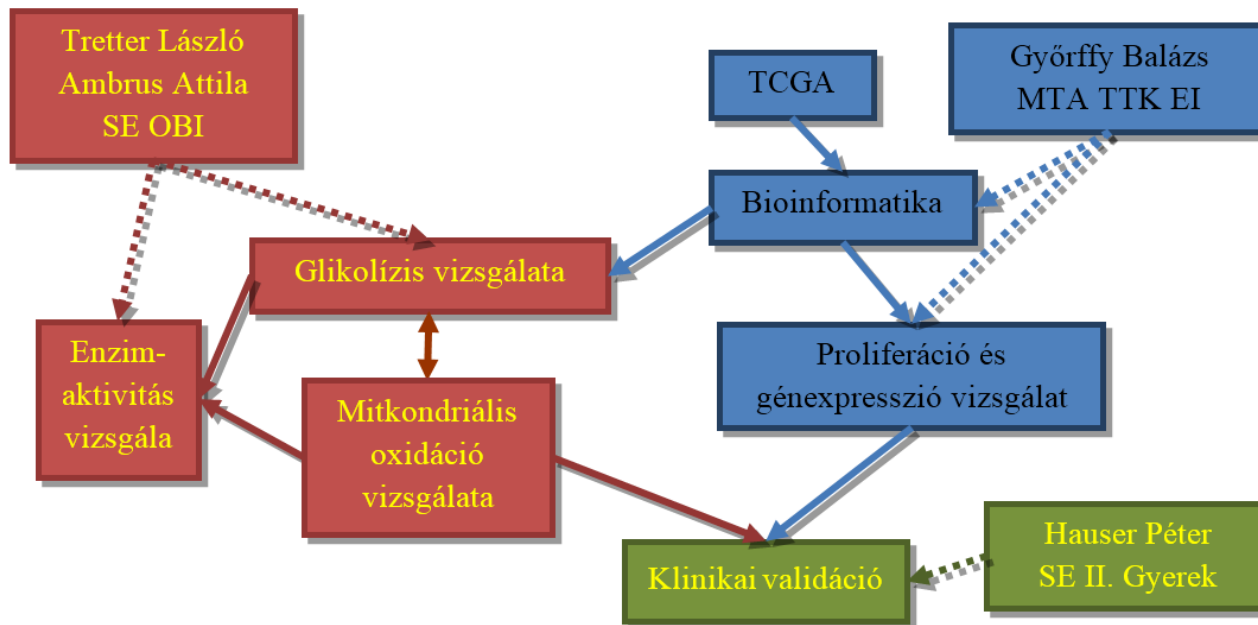 Tretter László
Ambrus Attila
SE OBI
TCGA
Győrffy Balázs
MTA TTK EI
Bioinformatika
Glikolízis vizsgálata
Enzim-
aktivitás
vizsgála
Mitkondriális
oxidáció
vizsgálata
Proliferáció és
génexpresszió vizsgálat
Klinikai validáció
Hauser Péter
SE II. Gyerek